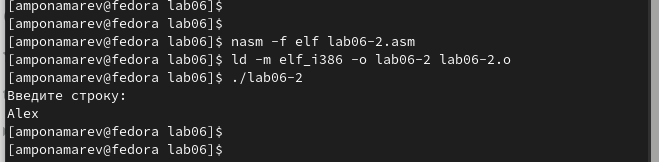 [amponamarev@fedora lab06]$
[amponamarev@fedora lab06]$
[amponamarev@fedora lab06]$ nasm -f elf lab06-2.asm
[amponamarev@fedora lab06]$ ld -m elf_i386 -o lab06-2 lab06-2.o
[amponamarev@fedora lab06]$ ./lab06-2
Введите строку:
Alex
[amponamarev@fedora lab06]$
[amponamarev@fedora lab06]$